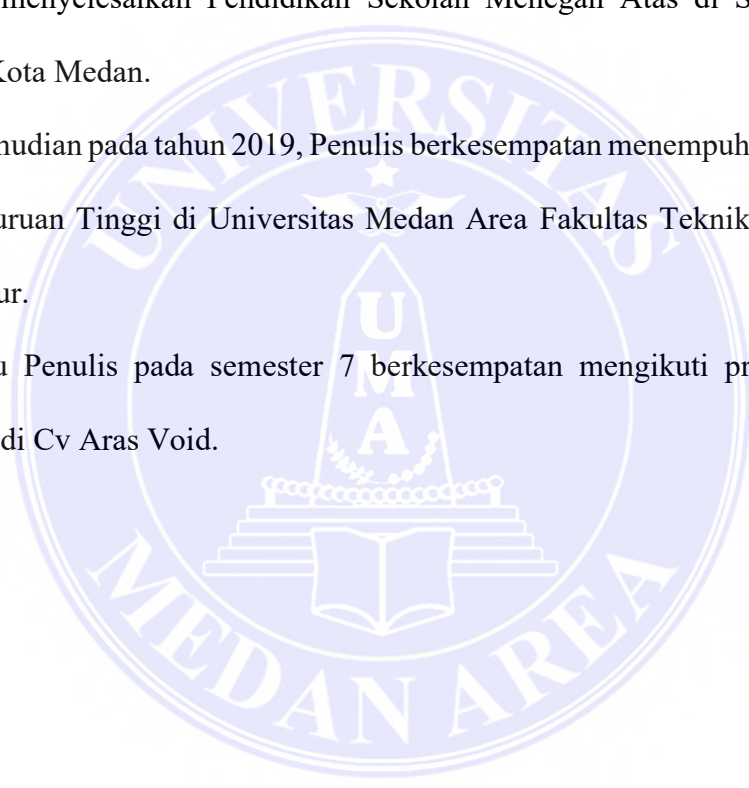 menyelesaikan Pendidikan Sekolah Menegah Atas di S
Kota Medan.
mudian pada tahun 2019, Penulis berkesempatan menempuh
uruan Tinggi di Universitas Medan Area Fakultas Teknik
ur.
u Penulis pada semester 7 berkesempatan mengikuti pr
di Cv Aras Void.
UNIVERSITAS
UMA
MEDAN AREA